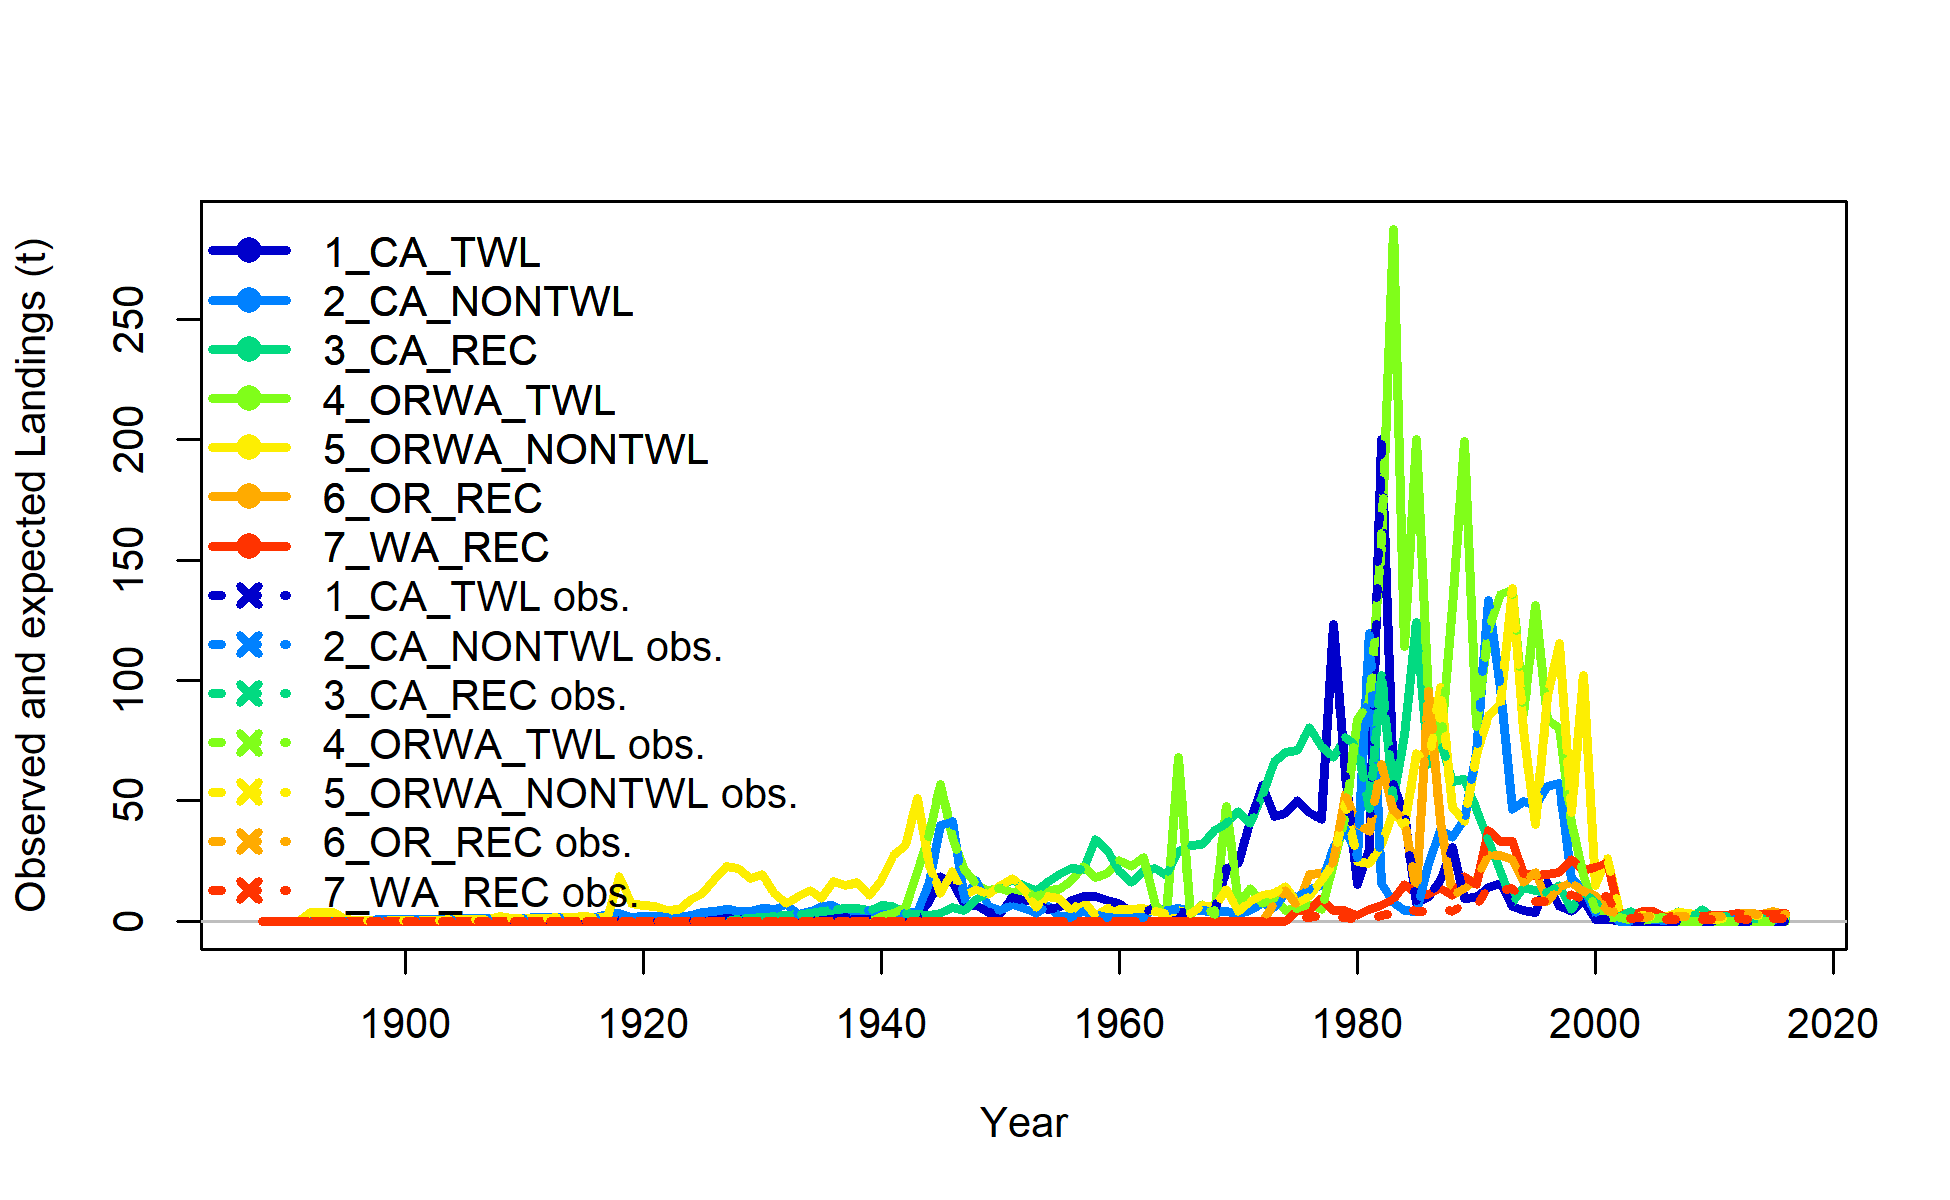 Observed and expected Landings (t)
250
200
150
100
50
0
1_CA_TWL
2_CA_NONTWL
3_CA_REC
4_ORWA_TWL
5_ORWA_NONTWL
6_OR_REC
7_WA_REC
1_CA_TWL obs.
2_CA_NONTWL obs.
3_CA_REC obs.
4_ORWA_TWL obs.
5_ORWA_NONTWL obs.
6_OR_REC obs.
7_WA_REC obs.
1900 1920 1940 1960 1980 2000 2020
Year